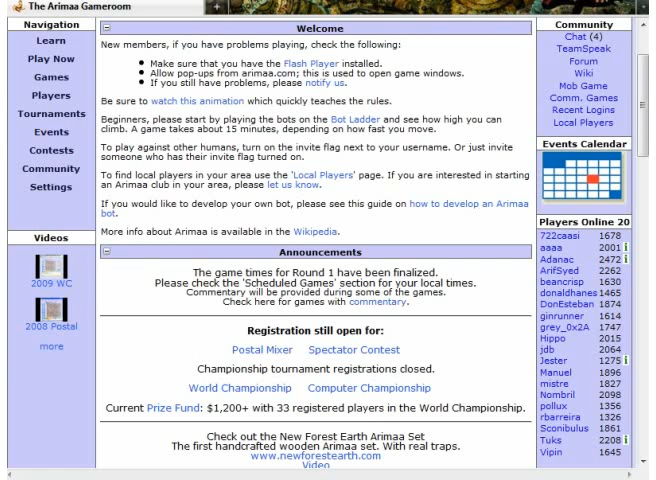 The Arimaa Gameroom
Navigation
Learn
Play Now
Games
Players
Tournaments
Events
Contests
Community
Settings
Videos
2009 WC
2008 Postal
more
Welcome
New members, if you have problems playing, check the following:
Make sure that you have the Flash Player installed.
Allow pop-ups from arimaa.com; this is used to open game windows.
If you still have problems, please notify us.
Be sure to watch this animation which quickly teaches the rules.
Beginners, please start by playing the bots on the Bot Ladder and see how high you can
climb. A game takes about 15 minutes, depending on how fast you move.
To play against other humans, turn on the invite flag next to your username. Or just invite
someone who has their invite flag turned on.
To find local players in your area use the 'Local Players' page. If you are interested in starting
an Arimaa club in your area, please let us know.
If you would like to develop your own bot, please see this guide on how to develop an Arimaa
bot.
More info about Arimaa is available in the Wikipedia.
Announcements
The game times for Round 1 have been finalized.
Please check the 'Scheduled Games' section for your local times.
Commentary will be provided during some of the games.
Check here for games with commentary.
Registration still open for:
Postal Mixer Spectator Contest
Championship tournament registrations closed.
World Championship Computer Championship
Current Prize Fund: $1,200+ with 33 registered players in the World Championship.
Check out the New Forest Earth Arimaa Set
The first handcrafted wooden Arimaa set. With real traps.
www.newforestearth.com
Video
Community
Chat (4)
TeamSpeak
Forum
Wiki
Mob Game
Comm. Games
Recent Logins
Local Players
Events Calendar
Players Online 20
722caasi 1678
aaaa 2001 i
Adanac 2472 i
ArifSyed 2262
beancrisp 1630
donaldhanes 1465
DonEsteban 1874
ginrunner 1614
grey_0x2A 1747
Hippo 2015
jdb 2064
Jester 1275 i
Manuel 1896
mistre 1827
Nombril 2098
pollux 1356
rbarreira 1326
Sconibulus 1861
Tuks 2208 i
Vipin 1645